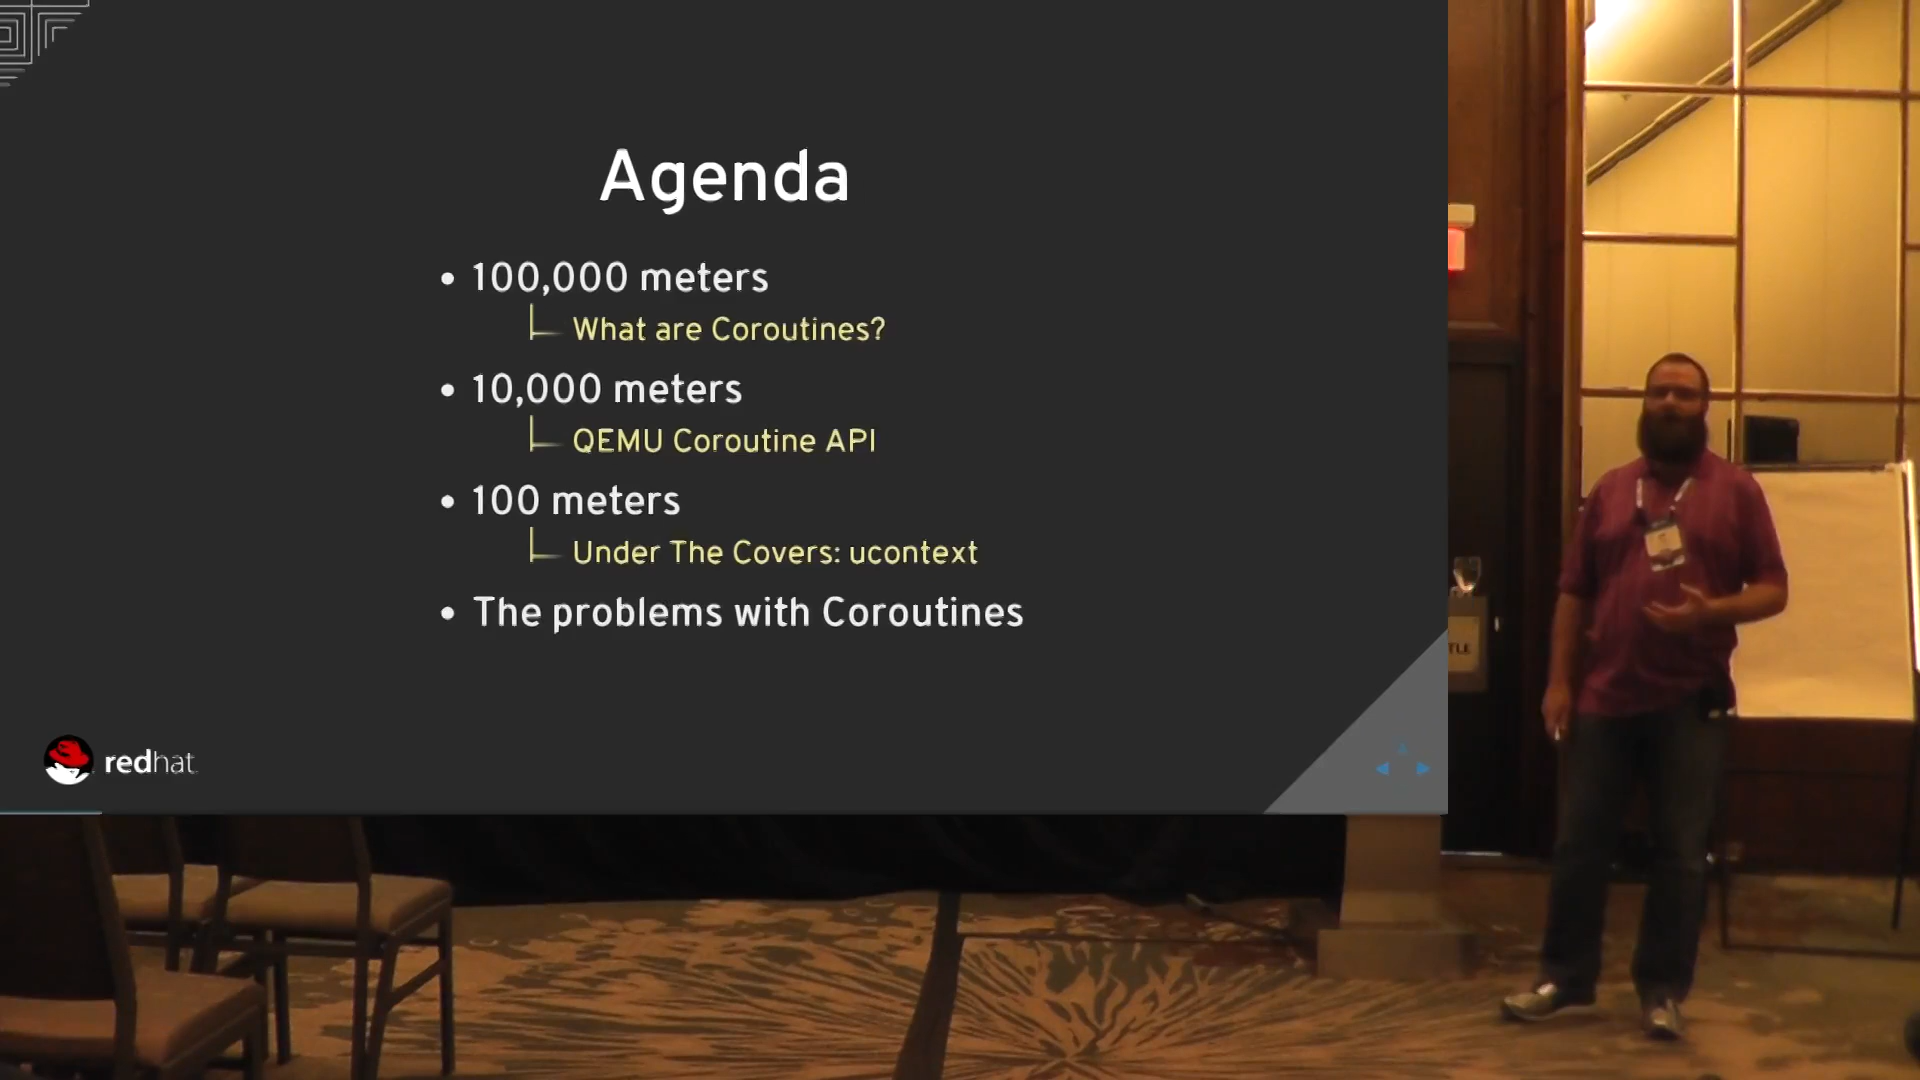 Agenda
• 100,000 meters
What are Coroutines?
• 10,000 meters
QEMU Coroutine API
• 100 meters
Under The Covers: ucontext
• The problems with Coroutines
redhat
TLE